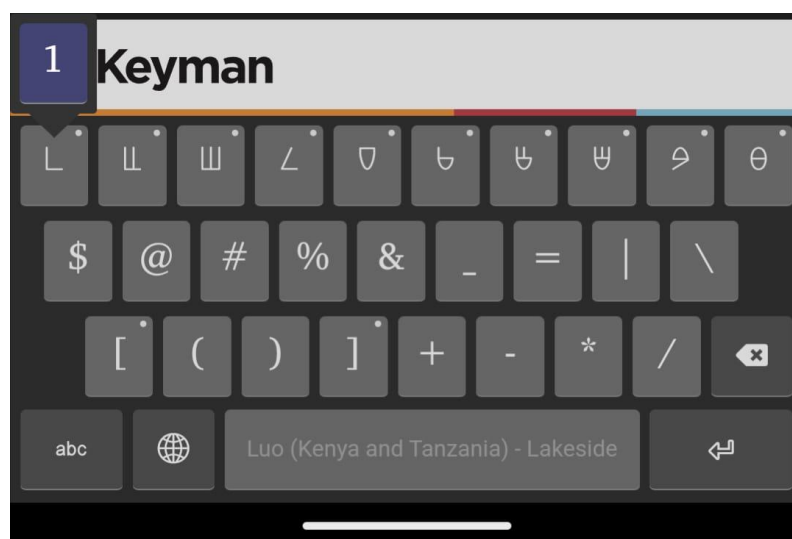 1 Keyman
$ @ # % & _ = | \
[ ( ) ] + - * /
abc Luo (Kenya and Tanzania) - Lakeside